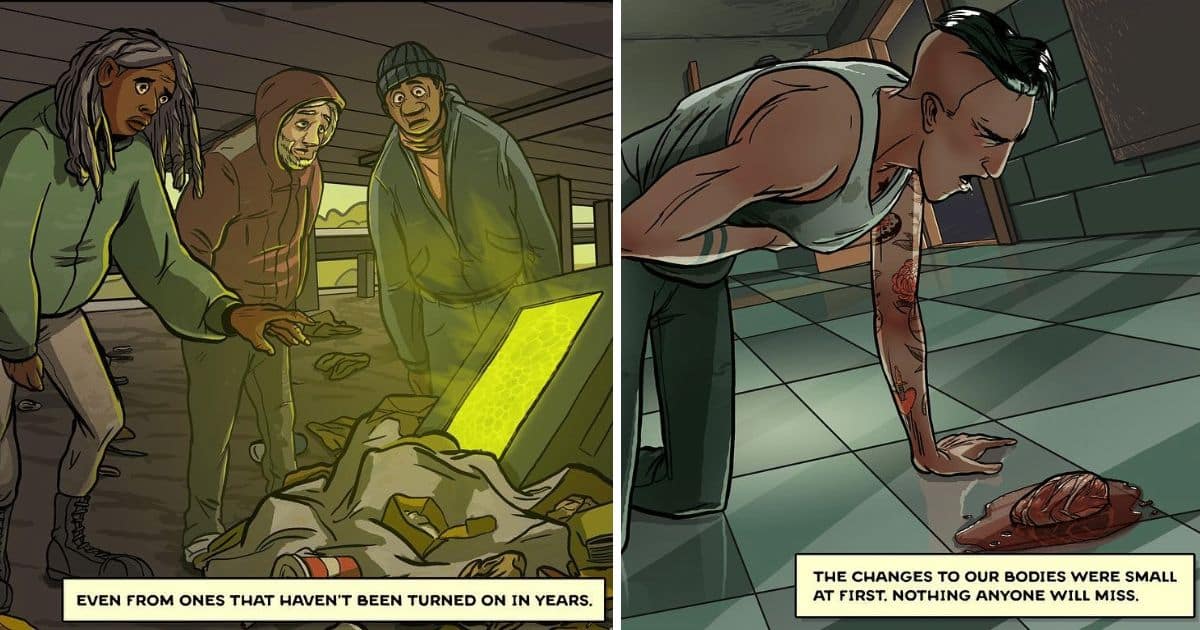 EVEN FROM ONES THAT HAVEN'T BEEN TURNED ON IN YEARS.
THE CHANGES TO OUR BODIES WERE SMALL
AT FIRST. NOTHING ANYONE WILL MISS.